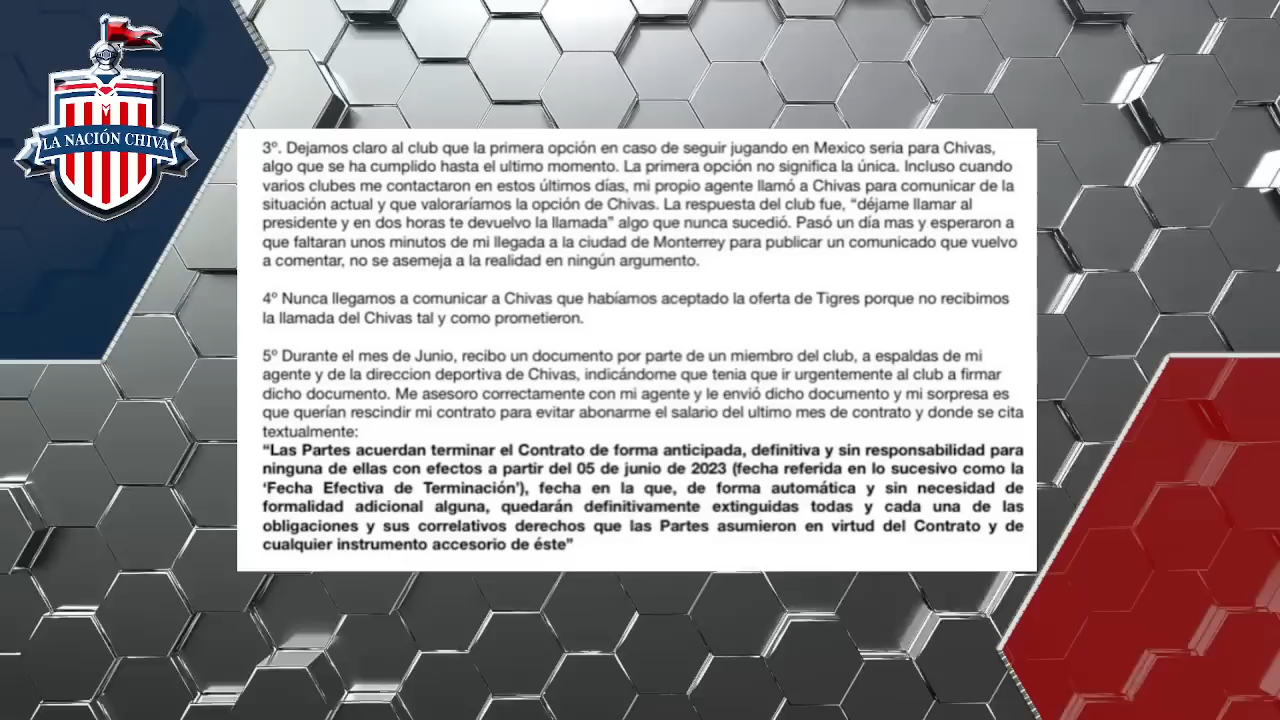 LA NACIÓN CHIVA
3º. Dejamos claro al club que la primera opción en caso de seguir jugando en Mexico seria para Chivas,
algo que se ha cumplido hasta el ultimo momento. La primera opción no significa la única. Incluso cuando
varios clubes me contactaron en estos últimos días, mi propio agente llamó a Chivas para comunicar de la
situación actual y que valoraríamos la opción de Chivas. La respuesta del club fue, “déjame llamar al
presidente y en dos horas te devuelvo la llamada” algo que nunca sucedió. Pasó un día mas y esperaron a
que faltaran unos minutos de mi llegada a la ciudad de Monterrey para publicar un comunicado que vuelvo
a comentar, no se asemeja a la realidad en ningún argumento.
4º Nunca llegamos a comunicar a Chivas que habíamos aceptado la oferta de Tigres porque no recibimos
la llamada del Chivas tal y como prometieron.
5º Durante el mes de Junio, recibo un documento por parte de un miembro del club, a espaldas de mi
agente y de la direccion deportiva de Chivas, indicándome que tenia que ir urgentemente al club a firmar
dicho documento. Me asesoro correctamente con mi agente y le envió dicho documento y mi sorpresa es
que querían rescindir mi contrato para evitar abonarme el salario del ultimo mes de contrato y donde se cita
textualmente:
“Las Partes acuerdan terminar el Contrato de forma anticipada, definitiva y sin responsabilidad para
ninguna de ellas con efectos a partir del 05 de junio de 2023 (fecha referida en lo sucesivo como la
‘Fecha Efectiva de Terminación’), fecha en la que, de forma automática y sin necesidad de
formalidad adicional alguna, quedarán definitivamente extinguidas todas y cada una de las
obligaciones y sus correlativos derechos que las Partes asumieron en virtud del Contrato y de
cualquier instrumento accesorio de éste”